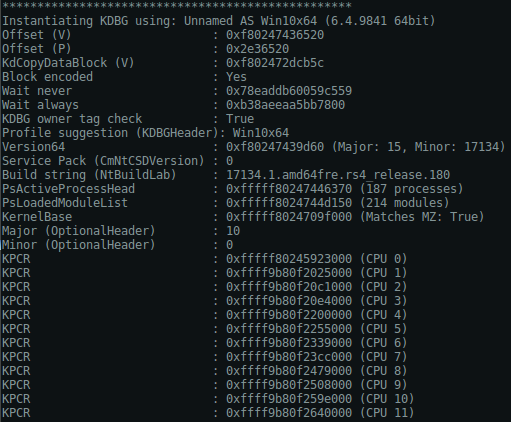 **************************************************
Instantiating KDBG using: Unnamed AS Win10x64 (6.4.9841 64bit)
Offset (V)                    : 0xf80247436520
Offset (P)                    : 0x2e36520
KdCopyDataBlock (V)           : 0xf802472dcb5c
Block encoded                 : Yes
Wait never                    : 0x78eaddb60059c559
Wait always                   : 0xb38aeeaa5bb7800
KDBG owner tag check          : True
Profile suggestion (KDBGHeader): Win10x64
Version64                     : 0xf80247439d60 (Major: 15, Minor: 17134)
Service Pack (CmNtCSDVersion) : 0
Build string (NtBuildLab)     : 17134.1.amd64fre.rs4_release.180
PsActiveProcessHead           : 0xfffff80247446370 (187 processes)
PsLoadedModuleList            : 0xfffff8024744d150 (214 modules)
KernelBase                    : 0xfffff8024709f000 (Matches MZ: True)
Major (OptionalHeader)        : 10
Minor (OptionalHeader)        : 0
KPCR                          : 0xfffff80245923000 (CPU 0)
KPCR                          : 0xffff9b80f2025000 (CPU 1)
KPCR                          : 0xffff9b80f20c1000 (CPU 2)
KPCR                          : 0xffff9b80f20e4000 (CPU 3)
KPCR                          : 0xffff9b80f2200000 (CPU 4)
KPCR                          : 0xffff9b80f2255000 (CPU 5)
KPCR                          : 0xffff9b80f2339000 (CPU 6)
KPCR                          : 0xffff9b80f23cc000 (CPU 7)
KPCR                          : 0xffff9b80f2479000 (CPU 8)
KPCR                          : 0xffff9b80f2508000 (CPU 9)
KPCR                          : 0xffff9b80f259e000 (CPU 10)
KPCR                          : 0xffff9b80f2640000 (CPU 11)